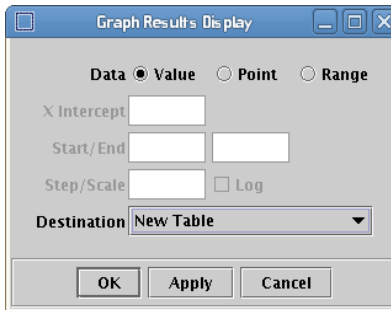 Graph Results Display
Data Value Point Range
X Intercept
Start/End
Step/Scale Log
Destination New Table
OK Apply Cancel